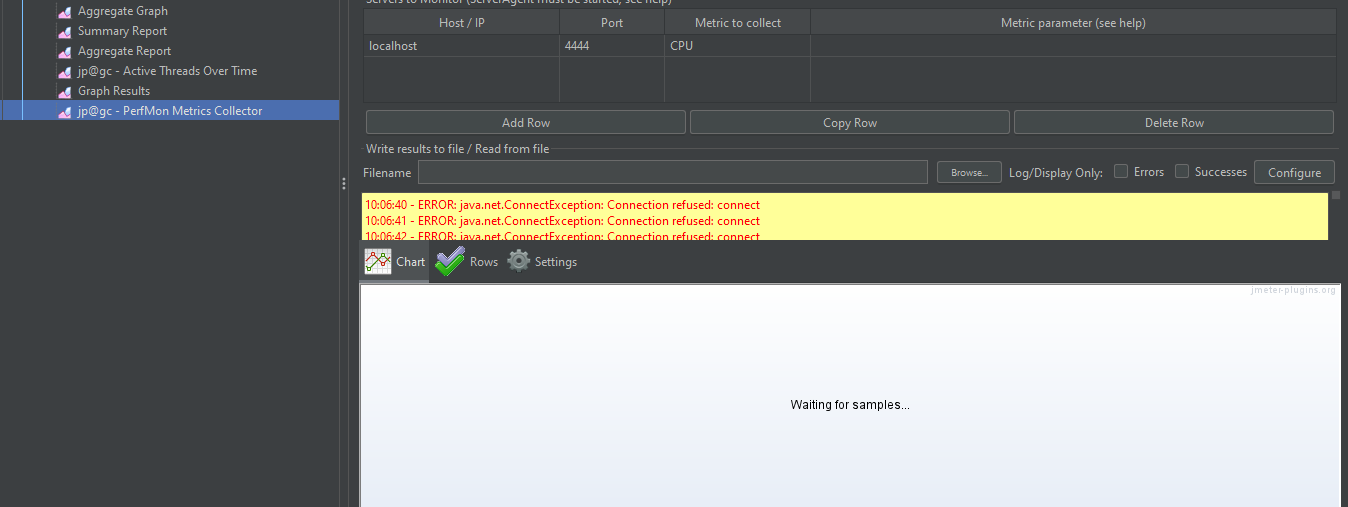 Aggregate Graph
Servers to Monitor (ServerAgent must be started, see help)
Summary Report
Host / IP Port Metric to collect Metric parameter (see help)
Aggregate Report
localhost 4444 CPU
jp@gc - Active Threads Over Time
Graph Results
jp@gc - PerfMon Metrics Collector
Add Row Copy Row Delete Row
Write results to file / Read from file
Filename Browse... Log/Display Only: Errors Successes Configure
10:06:40 - ERROR: java.net.ConnectException: Connection refused: connect
10:06:41 - ERROR: java.net.ConnectException: Connection refused: connect
10:06:42 - ERROR: java.net.ConnectException: Connection refused: connect
Chart Rows Settings
jmeter-plugins.org
Waiting for samples...